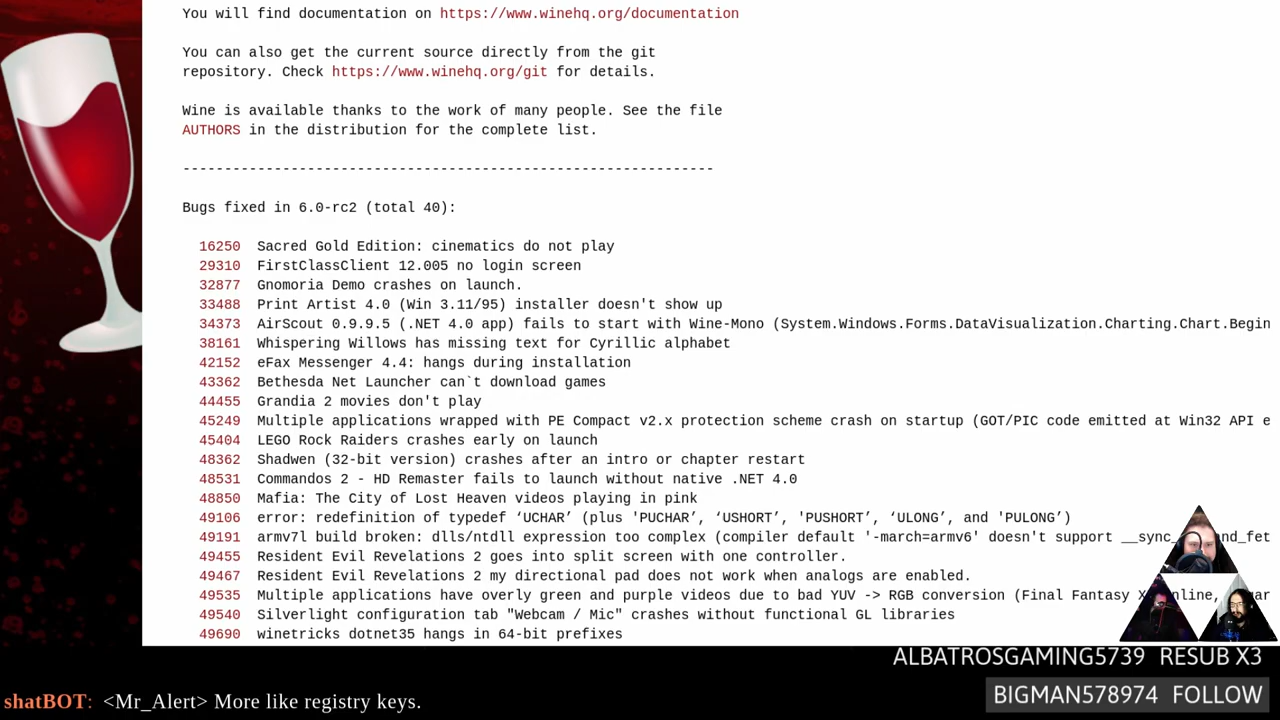 You will find documentation on https://www.winehq.org/documentation
You can also get the current source directly from the git
repository. Check https://www.winehq.org/git for details.
Wine is available thanks to the work of many people. See the file
AUTHORS in the distribution for the complete list.
----------------------------------------------------------------
Bugs fixed in 6.0-rc2 (total 40):
16250 Sacred Gold Edition: cinematics do not play
29310 FirstClassClient 12.005 no login screen
32877 Gnomoria Demo crashes on launch.
33488 Print Artist 4.0 (Win 3.11/95) installer doesn't show up
34373 AirScout 0.9.9.5 (.NET 4.0 app) fails to start with Wine-Mono (System.Windows.Forms.DataVisualization.Charting.Chart.Begin
38161 Whispering Willows has missing text for Cyrillic alphabet
42152 eFax Messenger 4.4: hangs during installation
43362 Bethesda Net Launcher can`t download games
44455 Grandia 2 movies don't play
45249 Multiple applications wrapped with PE Compact v2.x protection scheme crash on startup (GOT/PIC code emitted at Win32 API e
45404 LEGO Rock Raiders crashes early on launch
48362 Shadwen (32-bit version) crashes after an intro or chapter restart
48531 Commandos 2 - HD Remaster fails to launch without native .NET 4.0
48850 Mafia: The City of Lost Heaven videos playing in pink
49106 error: redefinition of typedef ‘UCHAR’ (plus 'PUCHAR’, ‘USHORT’, 'PUSHORT’, ‘ULONG’, and 'PULONG’)
49191 armv7l build broken: dlls/ntdll expression too complex (compiler default '-march=armv6' doesn't support __sync_ nd_fet
49455 Resident Evil Revelations 2 goes into split screen with one controller.
49467 Resident Evil Revelations 2 my directional pad does not work when analogs are enabled.
49535 Multiple applications have overly green and purple videos due to bad YUV -> RGB conversion (Final Fantasy X
49540 Silverlight configuration tab "Webcam / Mic" crashes without functional GL libraries
49690 winetricks dotnet35 hangs in 64-bit prefixes
ALBATROSGAMING5739 RESUB X3
BIGMAN578974 FOLLOW
shatBOT: <Mr_Alert> More like registry keys.